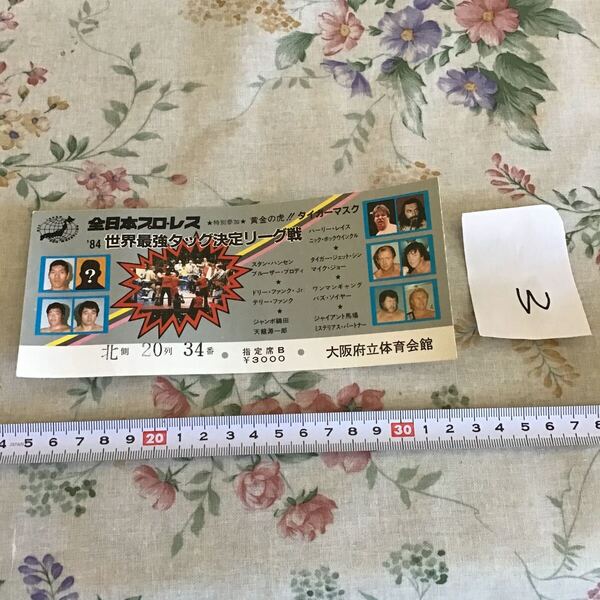 全日本プロ・レス ★特別参加★ 黄金の虎!! タイガーマスク
'84 世界最強タッグ決定リーグ戦
?
スタン・ハンセン
ブルーザー・ブロディ
★
ドリー・ファンク・Jr.
テリー・ファンク
★
ジャンボ鶴田
天龍源一郎
ハーリー・レイス
ニック・ボックウインクル
★
タイガー・ジェット・シン
マイク・ショー
★
ワンマンギャング
バズ・ソイヤー
★
ジャイアント馬場
ミステリアス・パートナー
北側 20列 34番 ● 指定席B ¥3000 ● 大阪府立体育会館
4 5 6 7 8 9 20 1 2 3 4 5 6 7 8 9 30 1 2 3 4 5 6 7 8